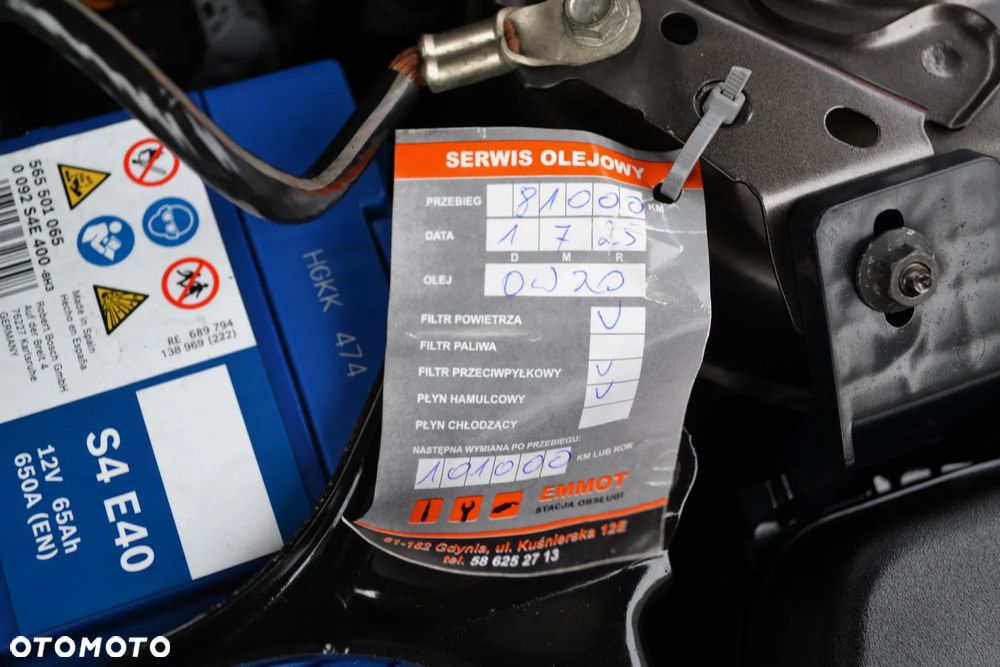 SERWIS OLEJOWY
PRZEBIEG 81000 KM
DATA 1 7 25
D M R
OLEJ 0W20
FILTR POWIETRZA V
FILTR PALIWA
FILTR PRZECIWPYŁKOWY V
PŁYN HAMULCOWY V
PŁYN CHŁODZĄCY
NASTĘPNA WYMIANA PO PRZEBIEGU:
101000 KM LUB ROK
EMMOT
STACJA OBSŁUGI
81-182 Gdynia, ul. Kuśnierska 12E
tel. 58 625 27 13
565 501 065
0 092 S4E 400 -8H3
Made in Spain
Hecho en España
Robert Bosch GmbH
Auf der Breit 4
76227 Karlsruhe
GERMANY
RE 689 794
138 969 (222)
S4 E40
12V 65Ah
650A (EN)
HGKK 474
OTOMOTO